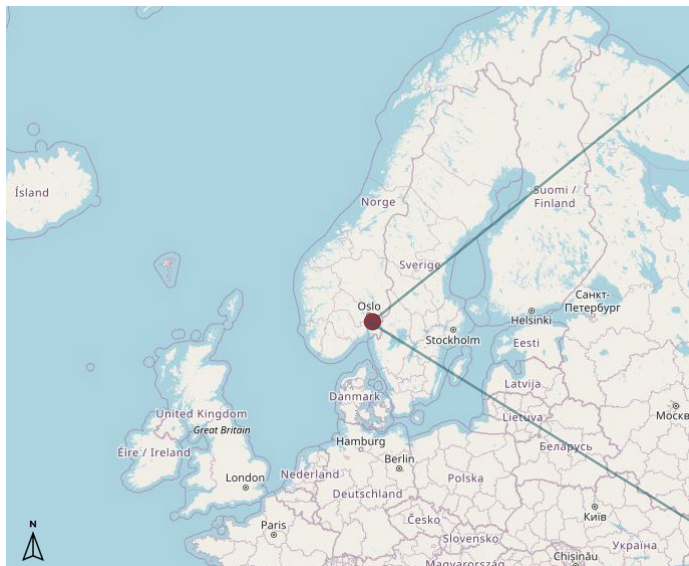 Ísland
Norge
Suomi /
Finland
Sverige
Oslo
Санкт-
Петербург
Helsinki
Stockholm
Eesti
Latvija
Danmark
Lietuva
Москв
United Kingdom
Great Britain
Hamburg
Беларусь
Éire / Ireland
Berlin
London
Nederland
Polska
Deutschland
Київ
Paris
Česko
Slovensko
Україна
Chișinău
Magyarország
N